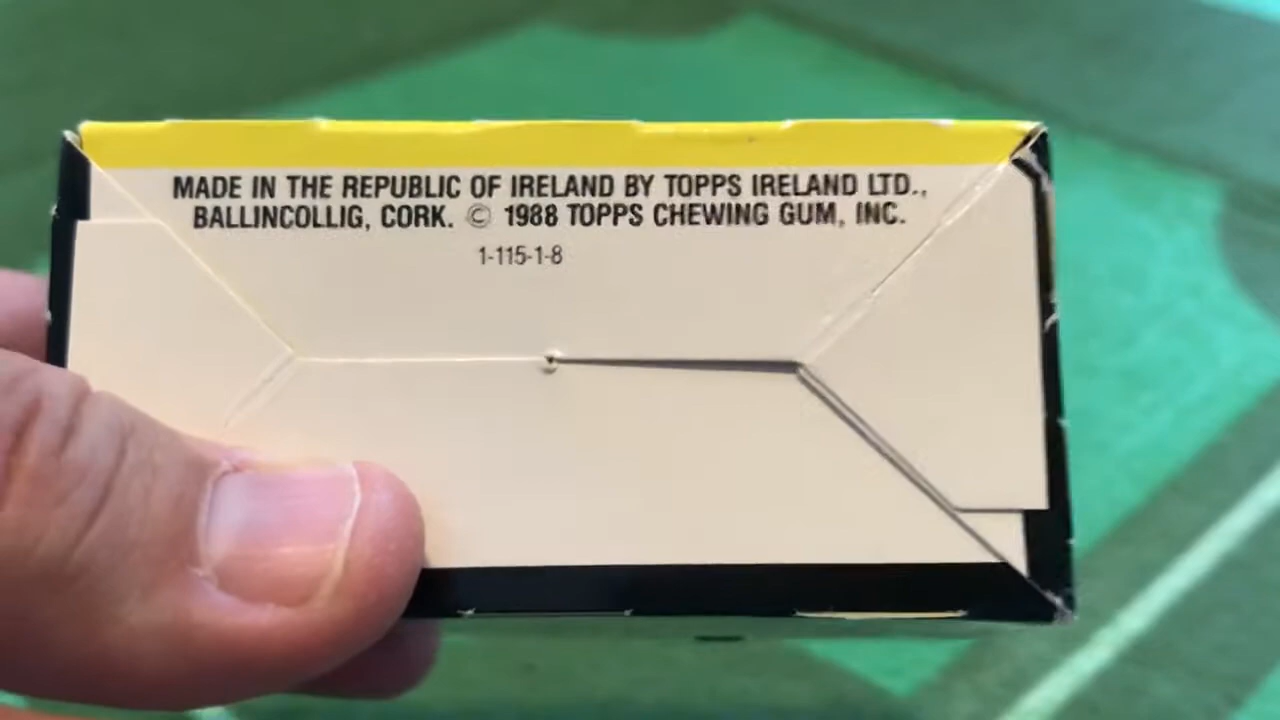 MADE IN THE REPUBLIC OF IRELAND BY TOPPS IRELAND LTD.,
BALLINCOLLIG, CORK. © 1988 TOPPS CHEWING GUM, INC.
1-115-1-8